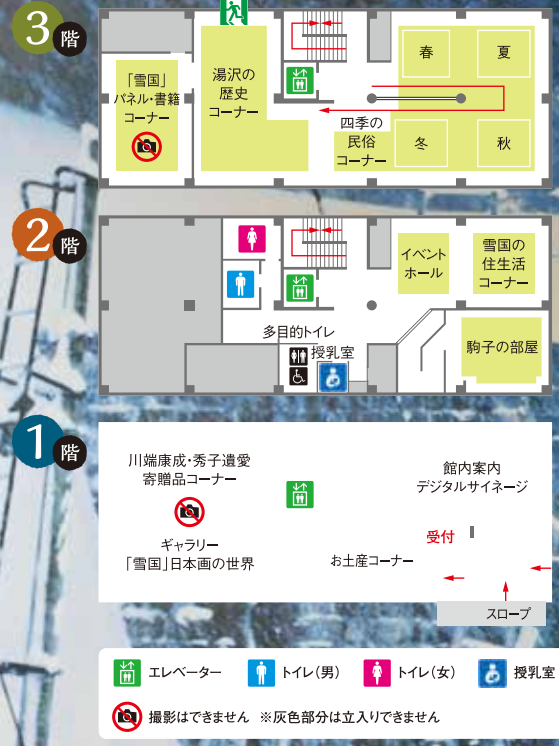 3階
「雪国」
パネル・書籍
コーナー
湯沢の
歴史
コーナー
四季の
民俗
コーナー
春
夏
冬
秋
2階
イベント
ホール
雪国の
住生活
コーナー
多目的トイレ
授乳室
駒子の部屋
1階
川端康成・秀子遺愛
寄贈品コーナー
ギャラリー
「雪国」日本画の世界
館内案内
デジタルサイネージ
受付
お土産コーナー
スロープ
エレベーター
トイレ(男)
トイレ(女)
授乳室
撮影はできません ※灰色部分は立入りできません